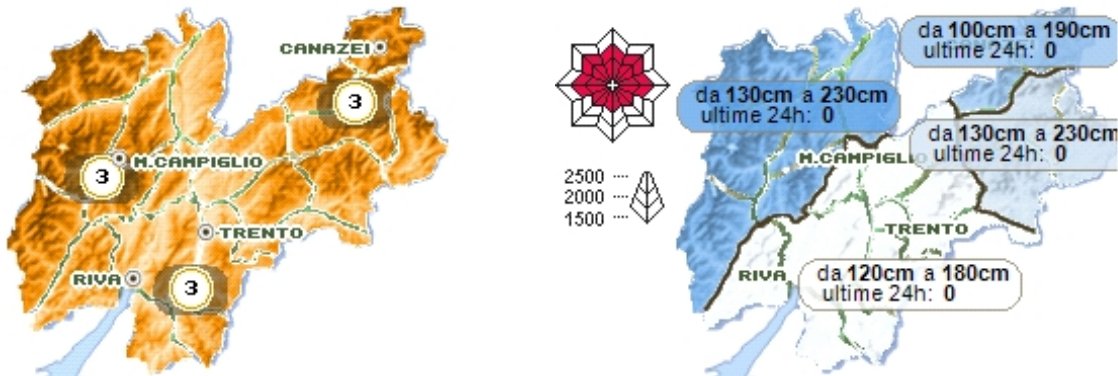 CANAZEI
3
M.CAMPIGLIO
3
TRENTO
RIVA
3
da 100cm a 190cm
ultime 24h: 0
da 130cm a 230cm
ultime 24h: 0
da 130cm a 230cm
ultime 24h: 0
M.CAMPIGLIO
2500
2000
1500
TRENTO
RIVA
da 120cm a 180cm
ultime 24h: 0